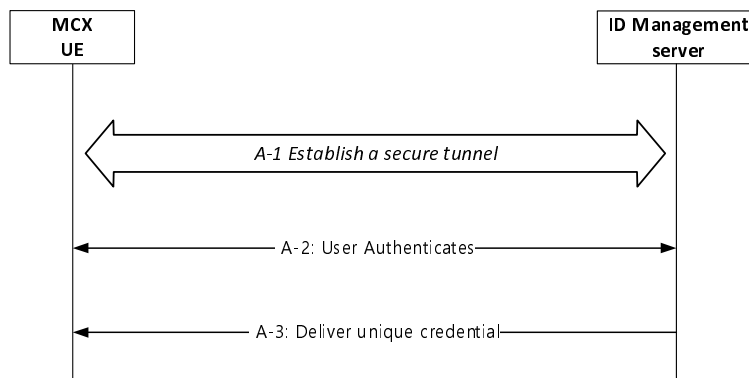 MCX
UE
ID Management
server
A-1 Establish a secure tunnel
A-2: User Authenticates
A-3: Deliver unique credential